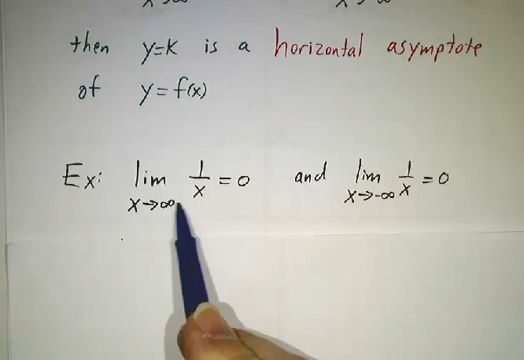 then y=k is a horizontal asymptote
of y=f(x)
Ex: lim x→∞ 1/x = 0 and lim x→-∞ 1/x = 0